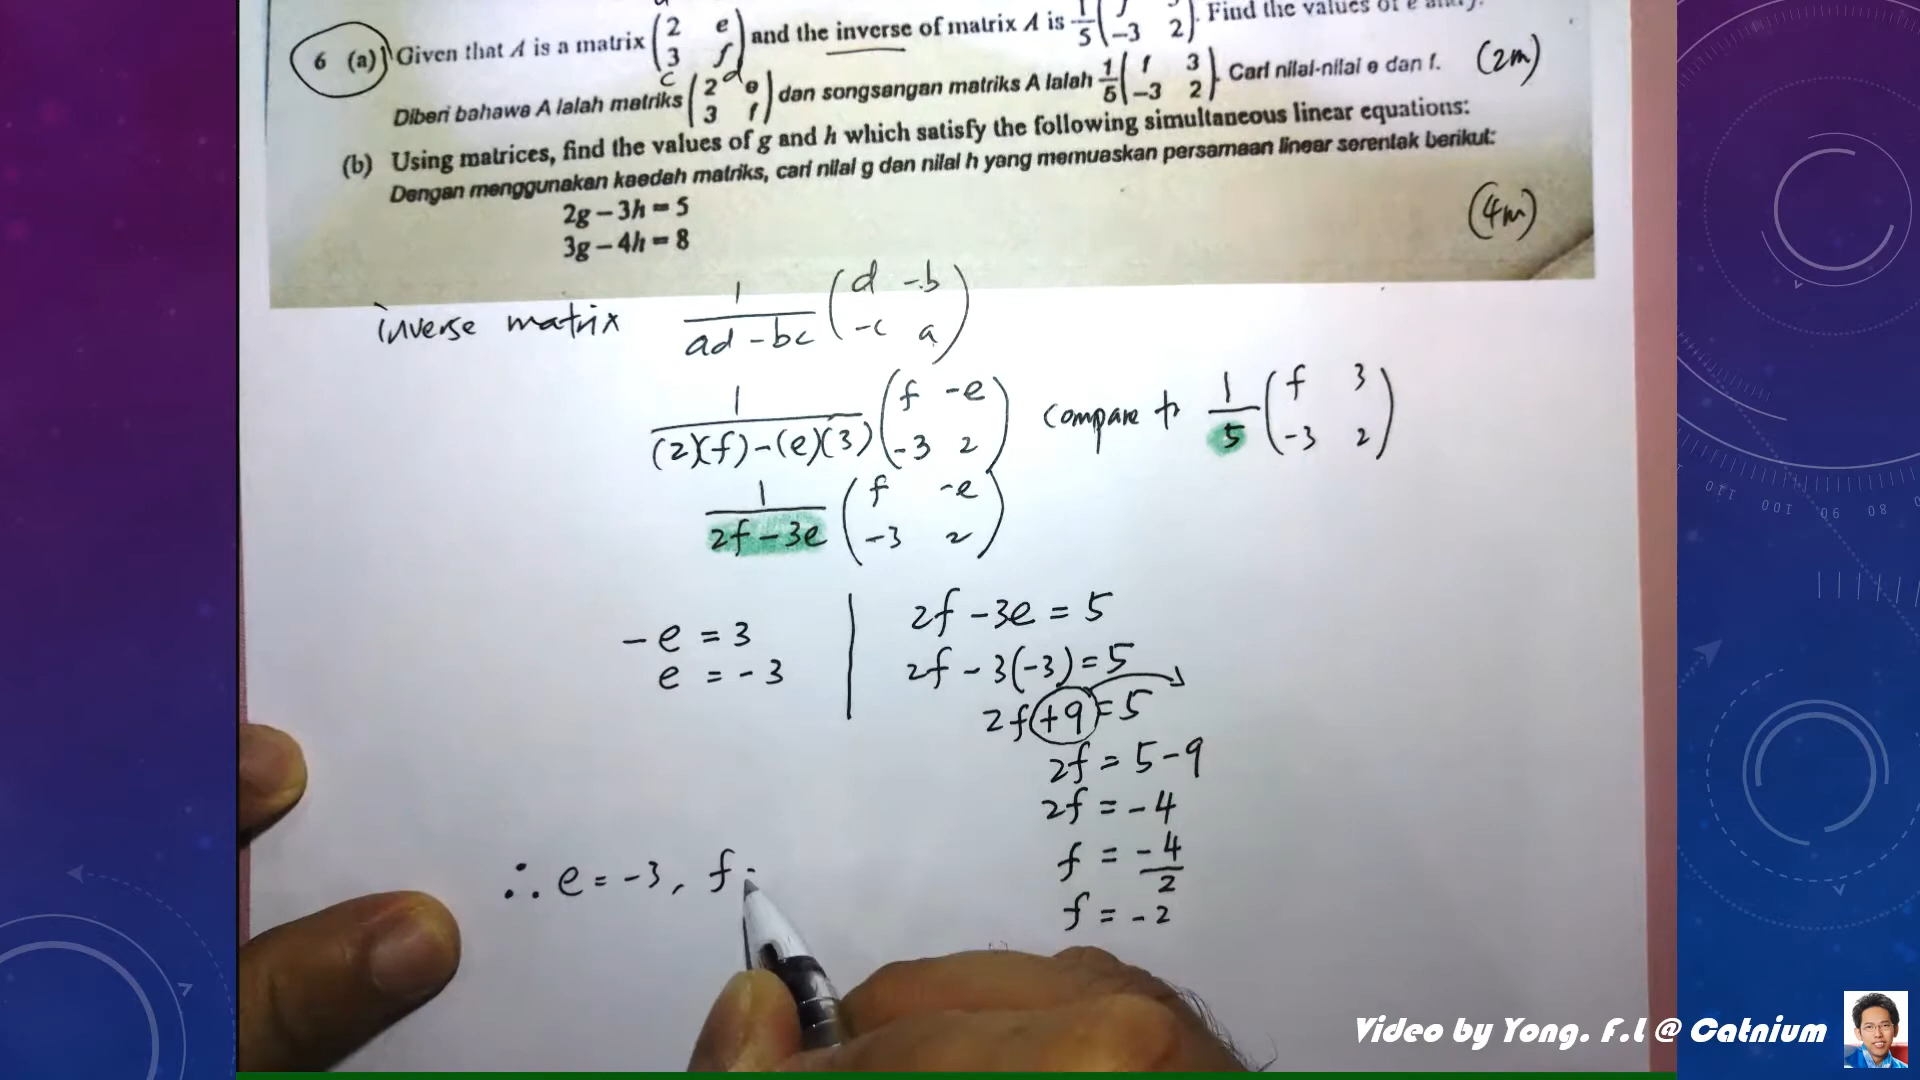 6 (a) Given that A is a matrix (2 e 3 f) and the inverse of matrix A is 1/5 (f 3 -3 2). Find the values of e and f.
(2m)
Diberi bahawa A ialah matriks (2 e 3 f) dan songsangan matriks A ialah 1/5 (f 3 -3 2). Cari nilai-nilai e dan f.
c d
(b) Using matrices, find the values of g and h which satisfy the following simultaneous linear equations:
Dengan menggunakan kaedah matriks, cari nilai g dan nilai h yang memuaskan persamaan linear serentak berikut:
2g – 3h = 5
3g – 4h = 8
(4m)
inverse matrix 1/(ad - bc) (d -b -c a)
1/((2)(f) - (e)(3)) (f -e -3 2) compare to 1/5 (f 3 -3 2)
1/(2f - 3e) (f -e -3 2)
-e = 3
e = -3
2f - 3e = 5
2f - 3(-3) = 5
2f +9 = 5
2f = 5 - 9
2f = -4
f = -4/2
f = -2
∴ e = -3, f
Video by Yong. F.L @ Catnium